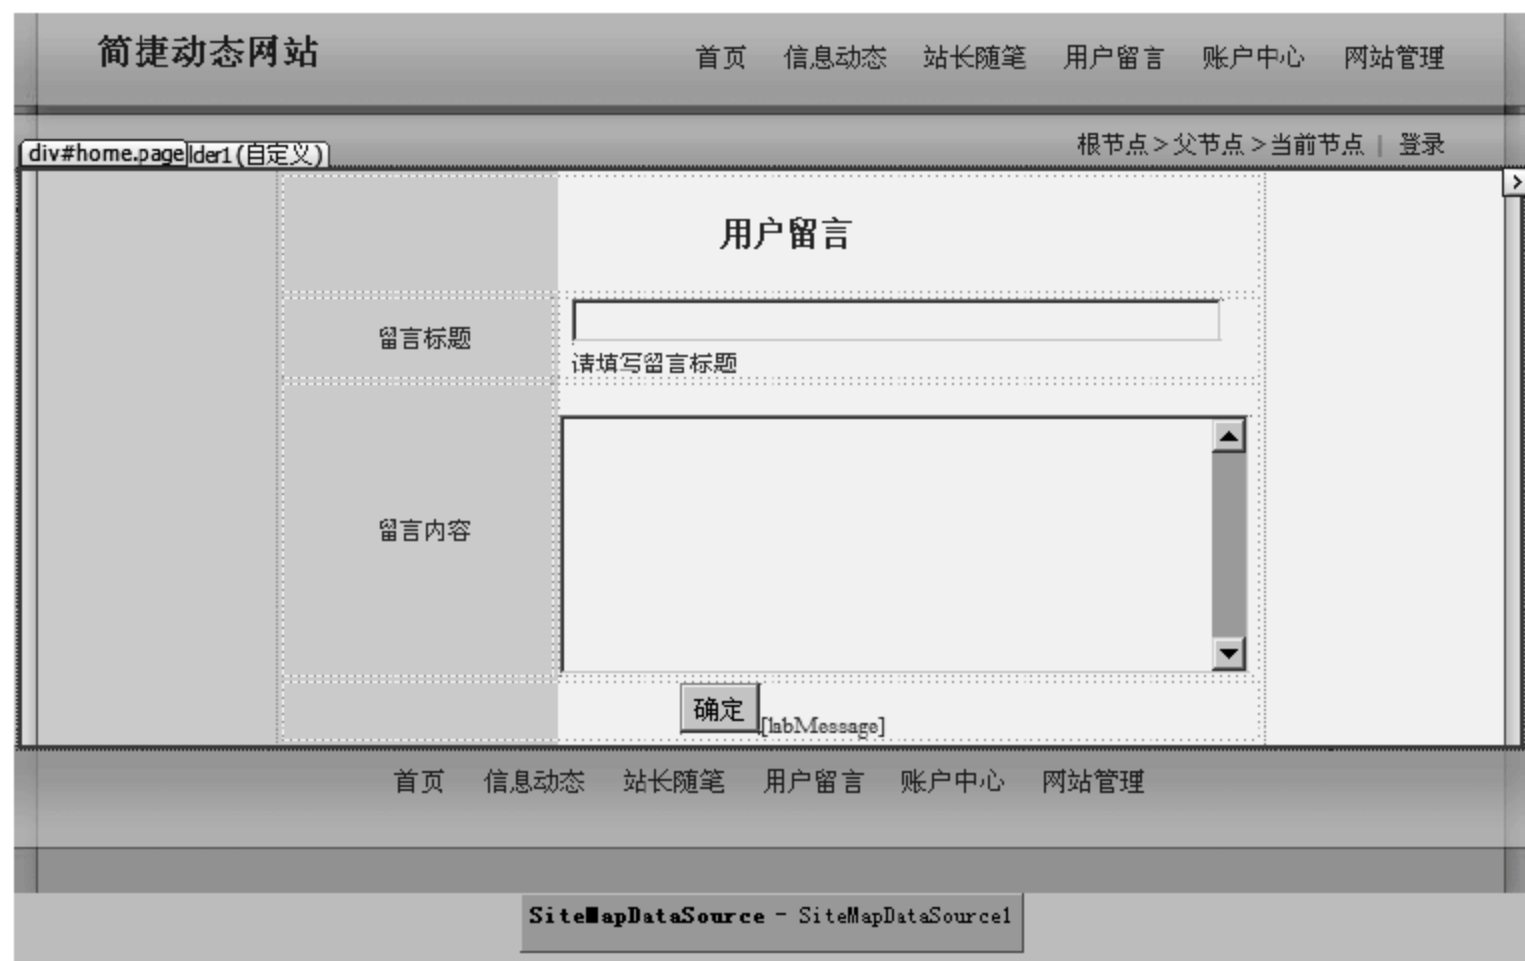 简捷动态网站
首页 信息动态 站长随笔 用户留言 账户中心 网站管理
根节点 > 父节点 > 当前节点 | 登录
div#home.page lder1 (自定义)
用户留言
留言标题
请填写留言标题
留言内容
确定 [labMessage]
首页 信息动态 站长随笔 用户留言 账户中心 网站管理
SiteMapDataSource - SiteMapDataSource1